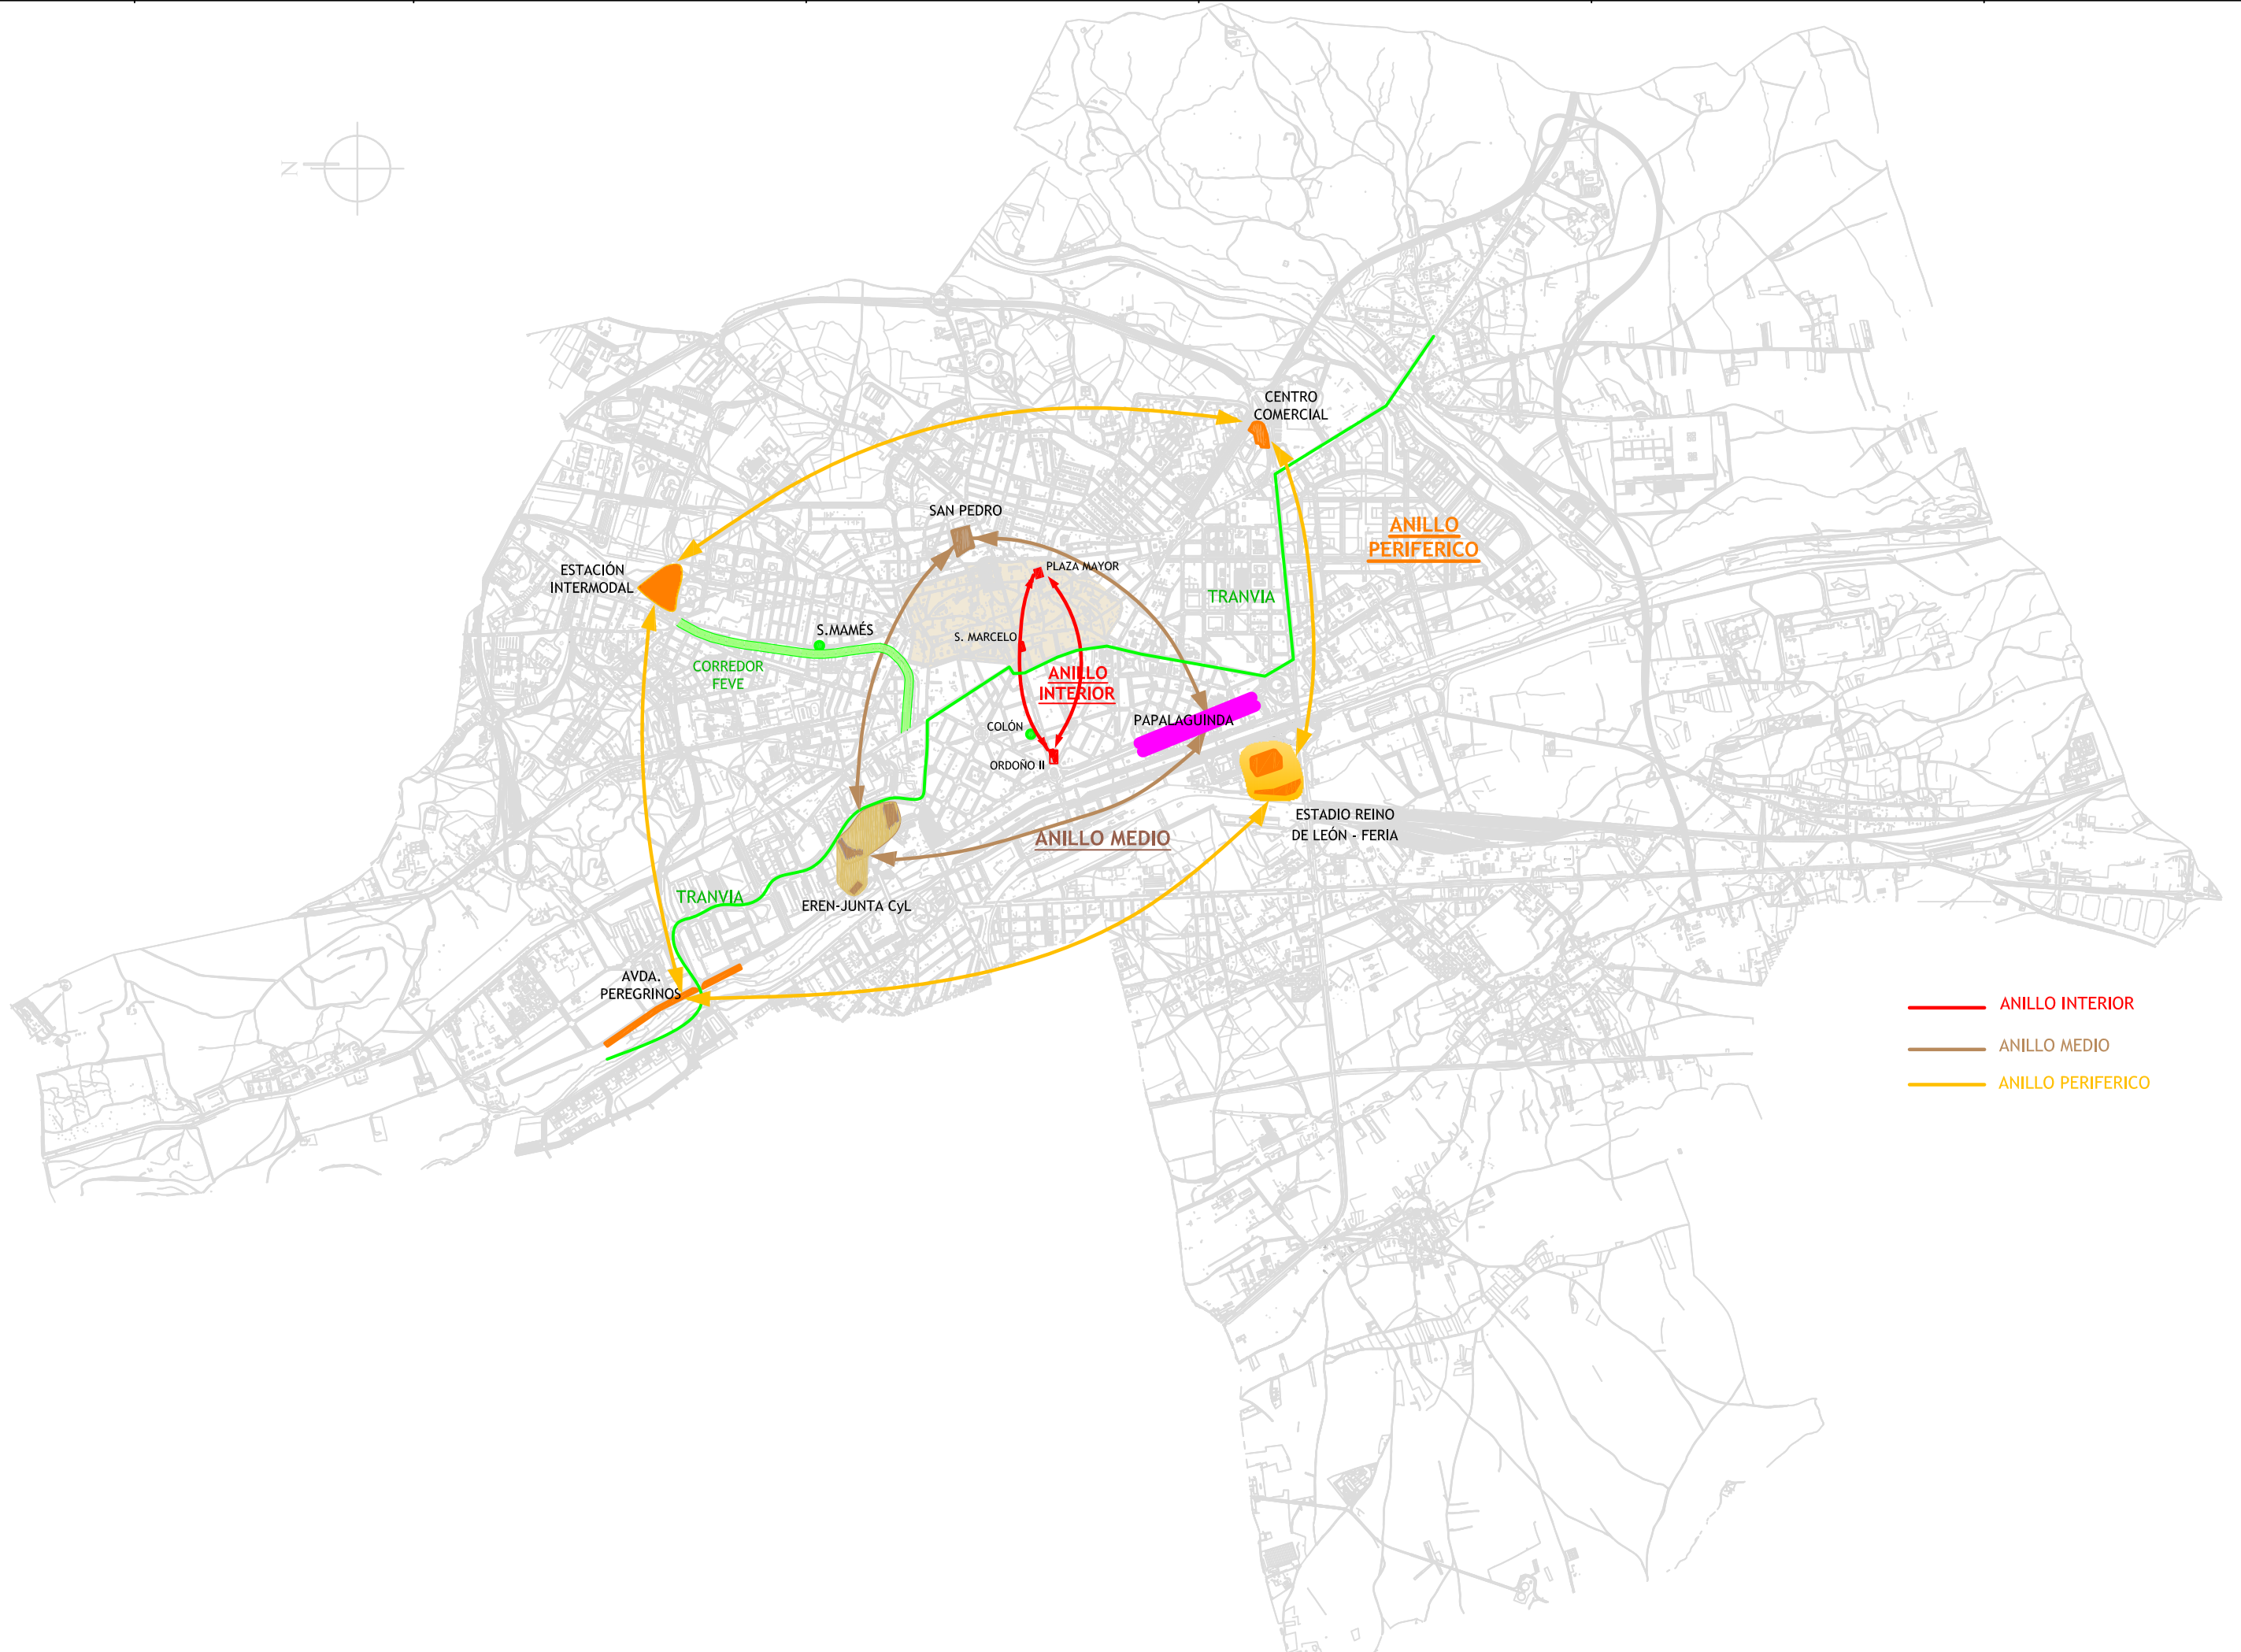 N
CENTRO
COMERCIAL
SAN PEDRO
ANILLO
PERIFERICO
PLAZA MAYOR
ESTACIÓN
INTERMODAL
TRANVIA
S.MAMÉS
S. MARCELO
CORREDOR
FEVE
ANILLO
INTERIOR
PAPALAGUINDA
COLÓN
ORDOÑO II
ESTADIO REINO
DE LEÓN - FERIA
ANILLO MEDIO
TRANVIA
EREN-JUNTA CyL
AVDA.
PEREGRINOS
ANILLO INTERIOR
ANILLO MEDIO
ANILLO PERIFERICO